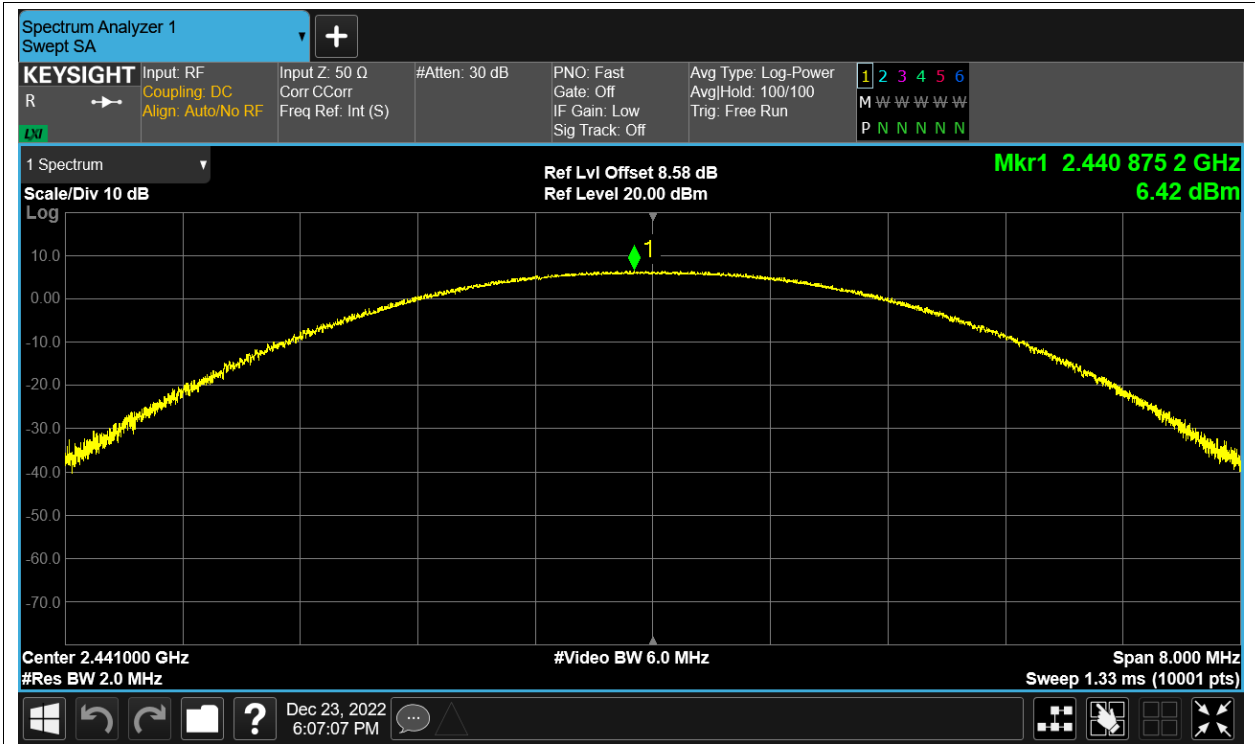 Spectrum Analyzer 1
Swept SA
KEYSIGHT
R
LXI
Input: RF
Coupling: DC
Align: Auto/No RF
Input Z: 50 Ω
Corr CCorr
Freq Ref: Int (S)
#Atten: 30 dB
PNO: Fast
Gate: Off
IF Gain: Low
Sig Track: Off
Avg Type: Log-Power
Avg|Hold: 100/100
Trig: Free Run
1 2 3 4 5 6
M W W W W W W
P N N N N N N
1 Spectrum
Scale/Div 10 dB
Ref Lvl Offset 8.58 dB
Ref Level 20.00 dBm
Mkr1 2.440 875 2 GHz
6.42 dBm
Log
1
10.0
0.00
-10.0
-20.0
-30.0
-40.0
-50.0
-60.0
-70.0
Center 2.441000 GHz
#Video BW 6.0 MHz
Span 8.000 MHz
#Res BW 2.0 MHz
Sweep 1.33 ms (10001 pts)
?
Dec 23, 2022
6:07:07 PM